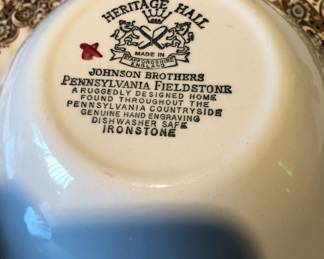 HERITAGE HALL
MADE IN
STAFFORDSHIRE
ENGLAND
JOHNSON BROTHERS
PENNSYLVANIA FIELDSTONE
A RUGGEDLY DESIGNED HOME
FOUND THROUGHOUT THE
PENNSYLVANIA COUNTRYSIDE
GENUINE HAND ENGRAVING
DISHWASHER SAFE
IRONSTONE